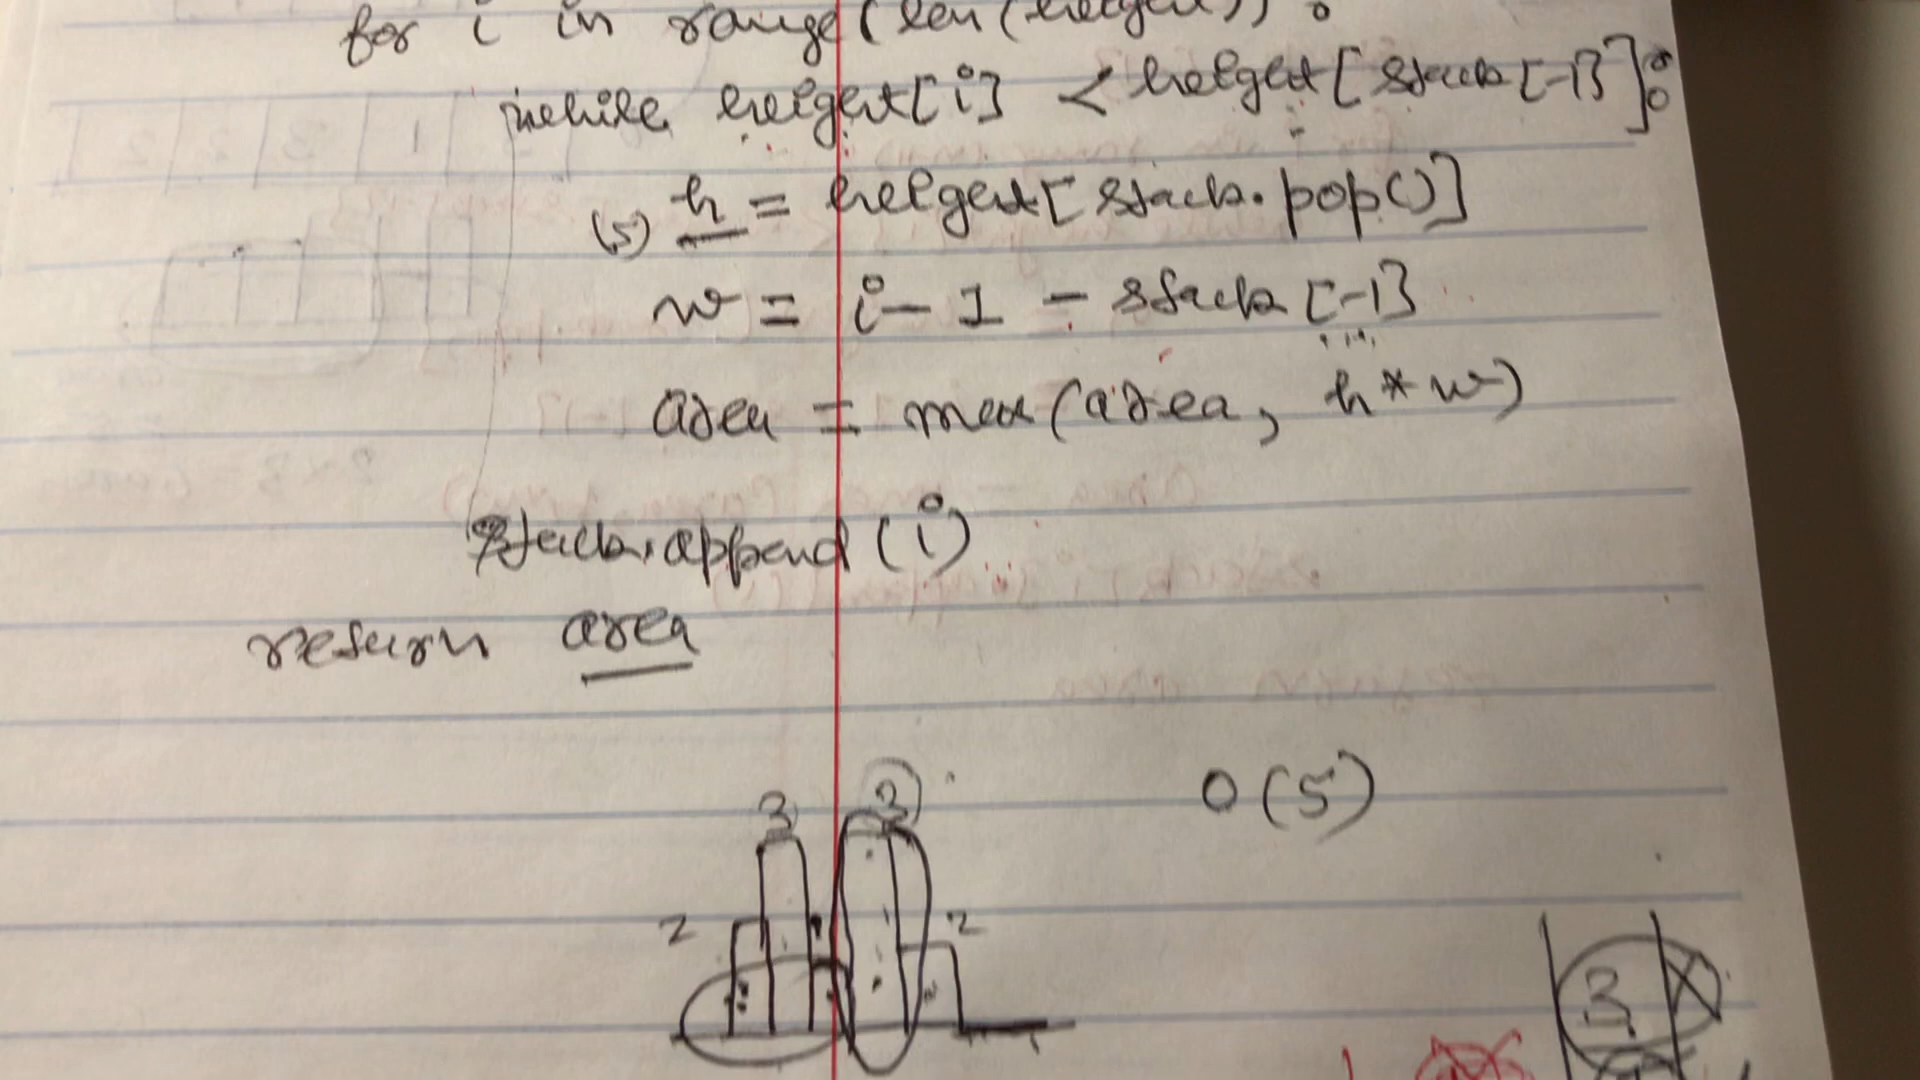 for i in range(len(height)):
while height[i] < height[stack[-1]]:
(5) h = height[stack.pop()]
w = i - 1 - stack[-1]
area = max(area, h*w)
stack.append(i)
return area
O(5)
3 3
2 2
3